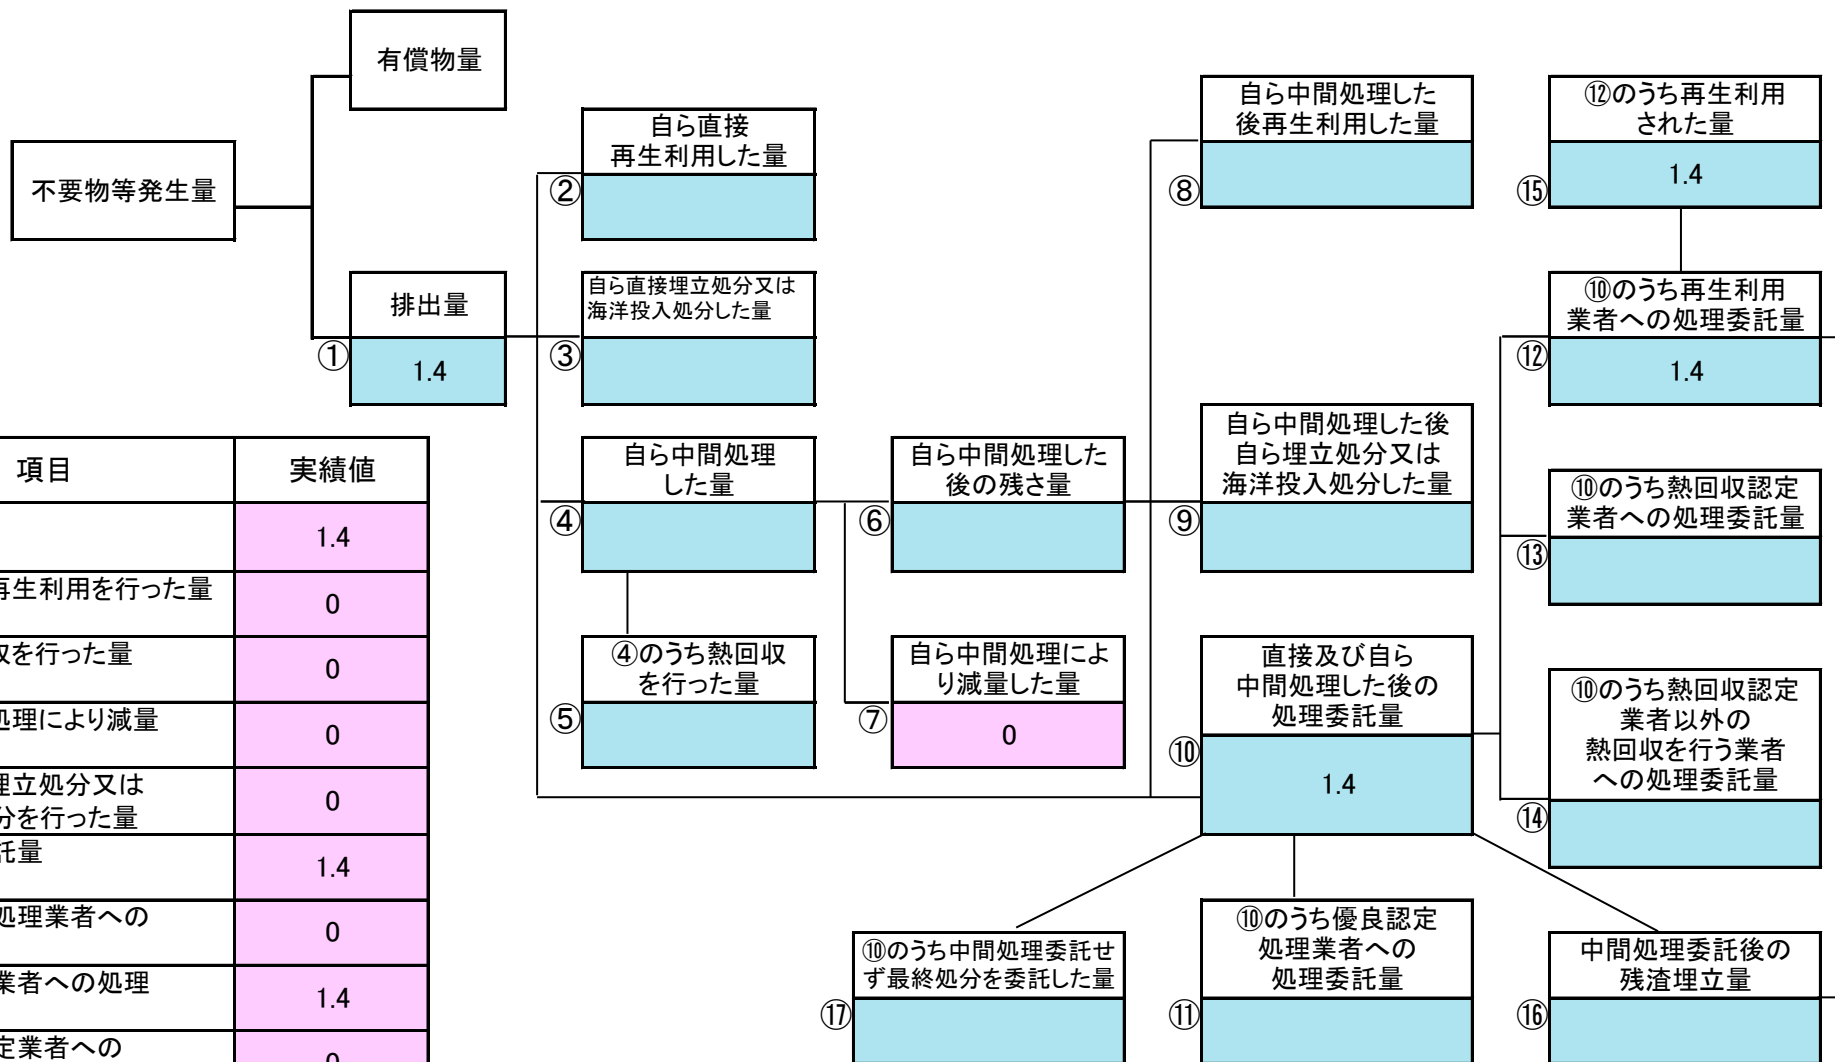 有償物量
不要物等発生量
排出量
①
1.4
自ら直接
再生利用した量
②
自ら直接埋立処分又は
海洋投入処分した量
③
自ら中間処理
した量
④
④のうち熱回収
を行った量
⑤
自ら中間処理した
後の残さ量
⑥
自ら中間処理によ
り減量した量
⑦
0
自ら中間処理した
後再生利用した量
⑧
自ら中間処理した後
自ら埋立処分又は
海洋投入処分した量
⑨
直接及び自ら
中間処理した後の
処理委託量
⑩
1.4
⑫のうち再生利用
された量
⑮
1.4
⑩のうち再生利用
業者への処理委託量
⑫
1.4
⑩のうち熱回収認定
業者への処理委託量
⑬
⑩のうち熱回収認定
業者以外の
熱回収を行う業者
への処理委託量
⑭
⑩のうち中間処理委託せ
ず最終処分を委託した量
⑰
⑩のうち優良認定
処理業者への
処理委託量
⑪
中間処理委託後の
残渣埋立量
⑯
項目 実績値
1.4
再生利用を行った量 0
を行った量 0
処理により減量 0
埋立処分又は
分を行った量 0
託量 1.4
処理業者への 0
業者への処理 1.4
定業者への 0